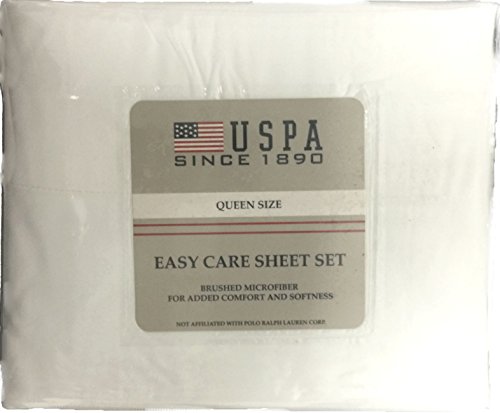 USPA
SINCE 1890
QUEEN SIZE
EASY CARE SHEET SET
BRUSHED MICROFIBER
FOR ADDED COMFORT AND SOFTNESS
NOT AFFILIATED WITH POLO RALPH LAUREN CORP.